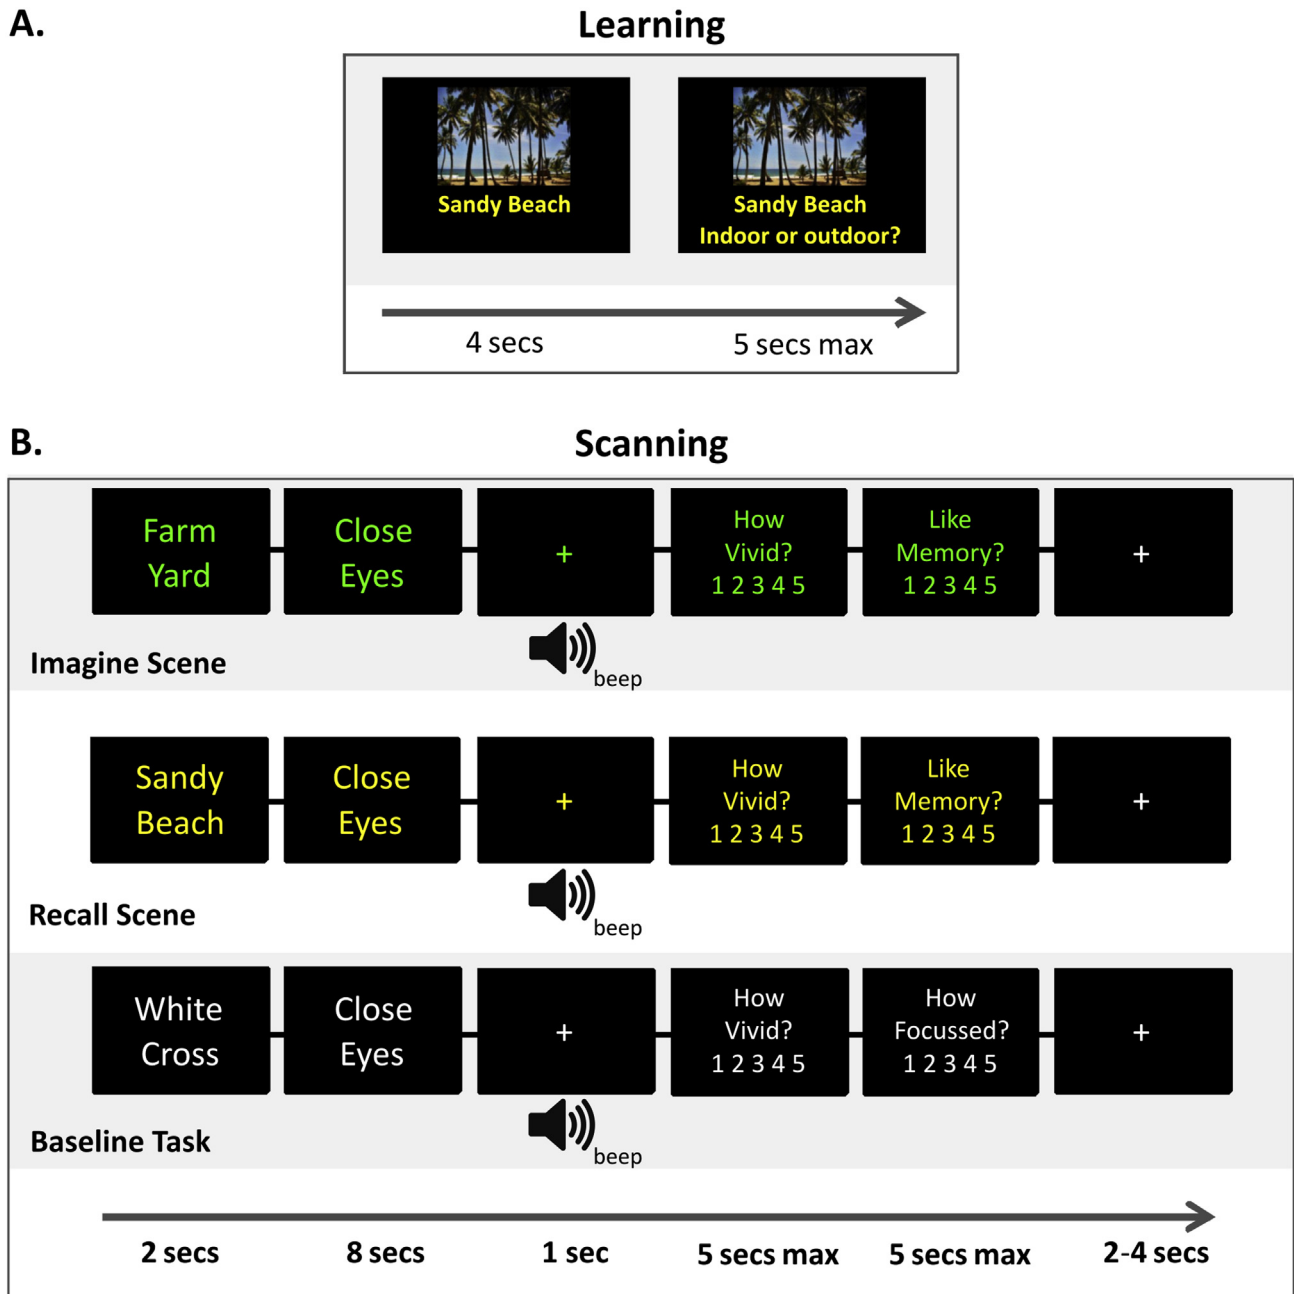 A.
Learning
Sandy Beach
Sandy Beach
Indoor or outdoor?
4 secs
5 secs max
B.
Scanning
Farm
Yard
Close
Eyes
+
beep
How
Vivid?
1 2 3 4 5
Like
Memory?
1 2 3 4 5
+
Imagine Scene
Sandy
Beach
Close
Eyes
+
beep
How
Vivid?
1 2 3 4 5
Like
Memory?
1 2 3 4 5
+
Recall Scene
White
Cross
Close
Eyes
+
beep
How
Vivid?
1 2 3 4 5
How
Focussed?
1 2 3 4 5
+
Baseline Task
2 secs
8 secs
1 sec
5 secs max
5 secs max
2-4 secs